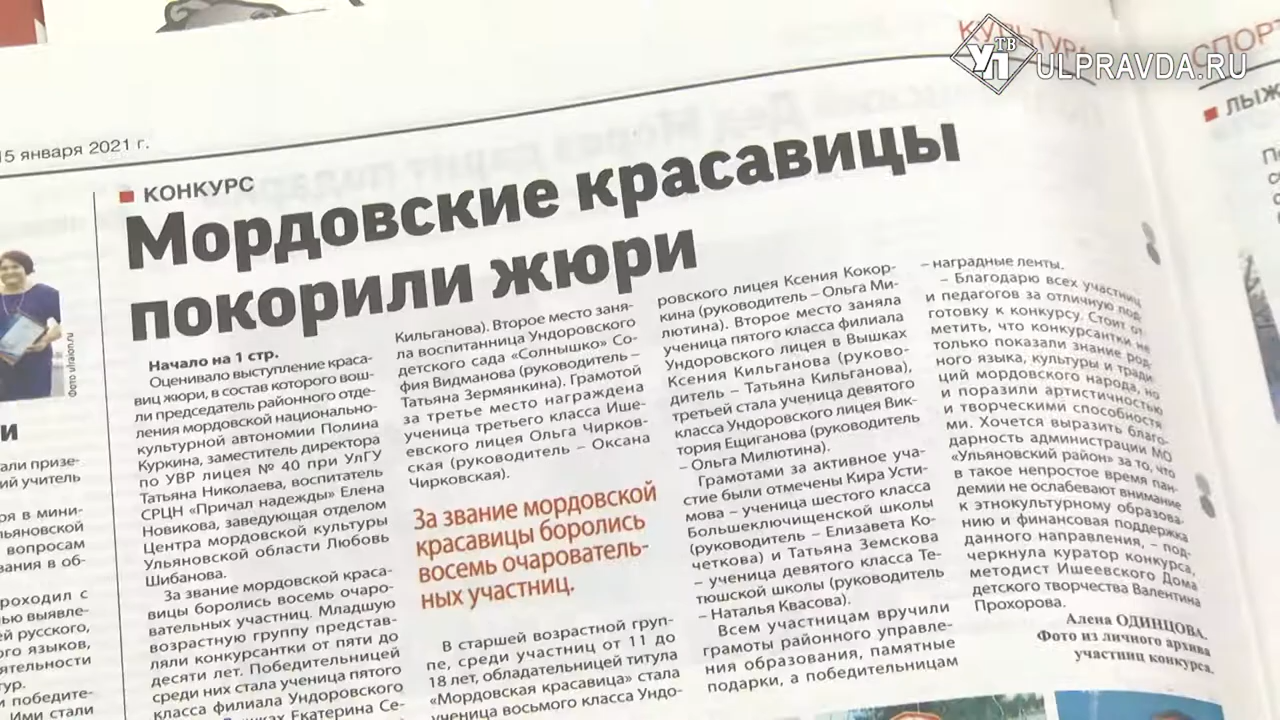 КУЛЬТУРА
УП ТВ ULPRAVDA.RU
СПОРТ
15 января 2021 г.
ЛЫЖ
КОНКУРС
Мордовские красавицы
покорили жюри
Начало на 1 стр.
Оценивало выступление краса-
виц жюри, в состав которого вош-
ли председатель районного отде-
ления мордовской национально-
культурной автономии Полина
Куркина, заместитель директора
по УВР лицея № 40 при УлГУ
Татьяна Николаева, воспитатель
СРЦН «Причал надежды» Елена
Новикова, заведующая отделом
Центра мордовской культуры
Ульяновской области Любовь
Шибанова.
За звание мордовской краса-
вицы боролись восемь очаро-
вательных участниц. Младшую
возрастную группу представ-
ляли конкурсантки от пяти до
десяти лет. Победительницей
среди них стала ученица пятого
класса филиала Ундоровского
Екатерина Се-
Кильганова). Второе место заня-
ла воспитанница Ундоровского
детского сада «Солнышко» Со-
фия Видманова (руководитель –
Татьяна Зермянкина). Грамотой
за третье место награждена
ученица третьего класса Ише-
евского лицея Ольга Чирков-
ская (руководитель – Оксана
Чирковская).
За звание мордовской
красавицы боролись
восемь очарователь-
ных участниц.
В старшей возрастной груп-
пе, среди участниц от 11 до
18 лет, обладательницей титула
«Мордовская красавица» стала
ученица восьмого класса Ундо-
ровского лицея Ксения Кокор-
кина (руководитель – Ольга Ми-
лютина). Второе место заняла
ученица пятого класса филиала
Ундоровского лицея в Вышках
Ксения Кильганова (руково-
дитель – Татьяна Кильганова),
третьей стала ученица девятого
класса Ундоровского лицея Вик-
тория Ещиганова (руководитель
– Ольга Милютина).
Грамотами за активное уча-
стие были отмечены Кира Усти-
мова – ученица шестого класса
Большеключищенской школы
(руководитель – Елизавета Ко-
четкова) и Татьяна Земскова
– ученица девятого класса Те-
тюшской школы (руководитель
– Наталья Квасова).
Всем участницам вручили
грамоты районного управле-
ния образования, памятные
подарки, а победительницам
– наградные ленты.
– Благодарю всех участниц
и педагогов за отличную под-
готовку к конкурсу. Стоит от-
метить, что конкурсантки не
только показали знание род-
ного языка, культуры и тради-
ций мордовского народа, но
и поразили артистичностью
и творческими способностя-
ми. Хочется выразить благо-
дарность администрации МО
«Ульяновский район» за то, что
в такое непростое время пан-
демии не ослабевают внимание
к этнокультурному образова-
нию и финансовая поддержка
данного направления, – под-
черкнула куратор конкурса,
методист Ишеевского Дома
детского творчества Валентина
Прохорова.
Алена ОДИНЦОВА.
Фото из личного архива
участниц конкурса.